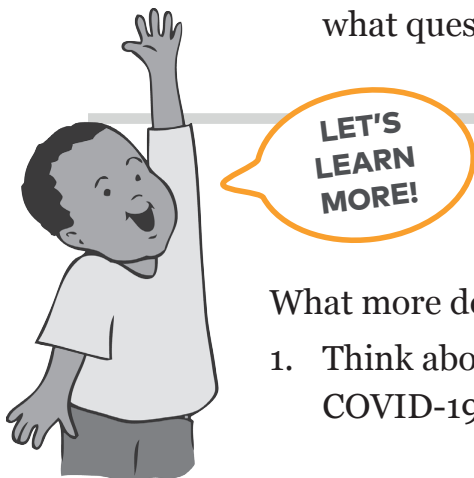 what ques
LET'S
LEARN
MORE!
What more do
1. Think abo
COVID-19